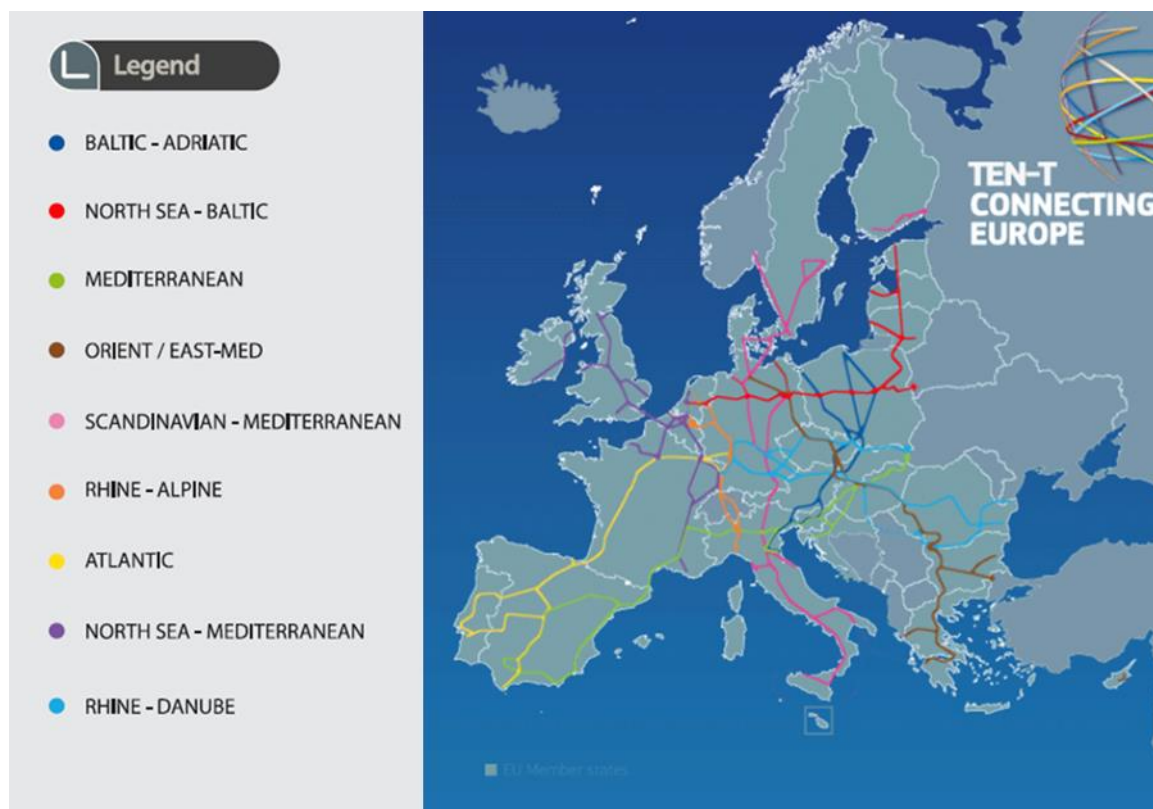 Legend
BALTIC - ADRIATIC
NORTH SEA - BALTIC
MEDITERRANEAN
ORIENT / EAST-MED
SCANDINAVIAN - MEDITERRANEAN
RHINE - ALPINE
ATLANTIC
NORTH SEA - MEDITERRANEAN
RHINE - DANUBE
TEN-T
CONNECTING
EUROPE
EU Member states